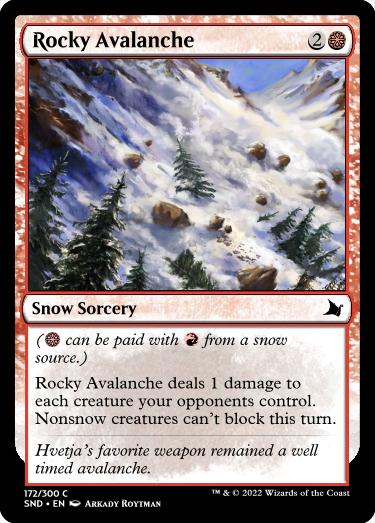 Rocky Avalanche 2
Snow Sorcery
( can be paid with from a snow
source.)
Rocky Avalanche deals 1 damage to
each creature your opponents control.
Nonsnow creatures can't block this turn.
Hvetja's favorite weapon remained a well
timed avalanche.
172/300 C
SND • EN Arkady Roytman
™ & © 2022 Wizards of the Coast